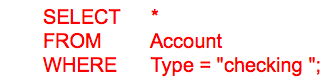 SELECT *
FROM Account
WHERE Type = "checking ";